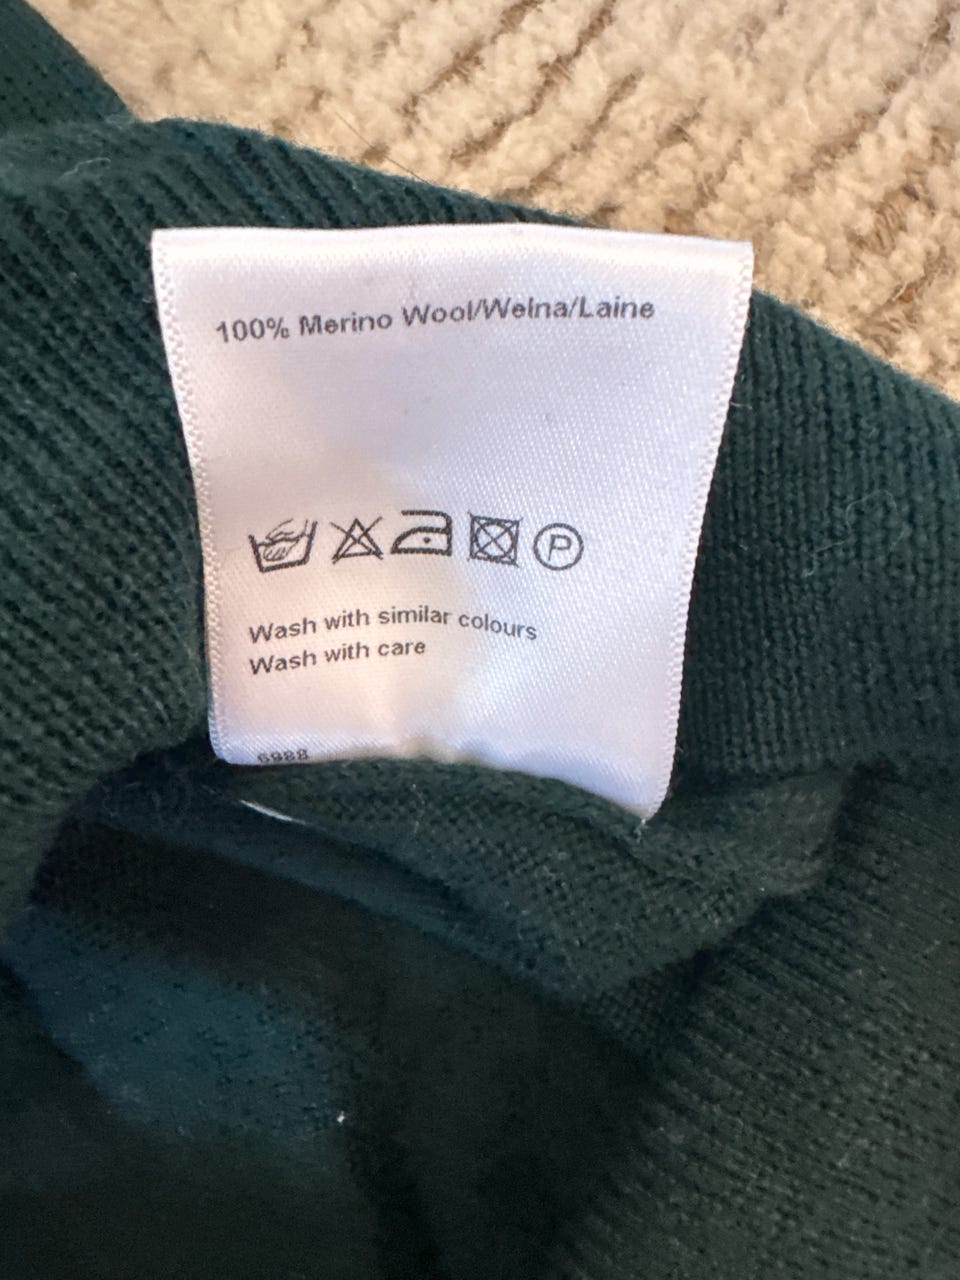 100% Merino Wool/Welna/Laine
P
Wash with similar colours
Wash with care
6988